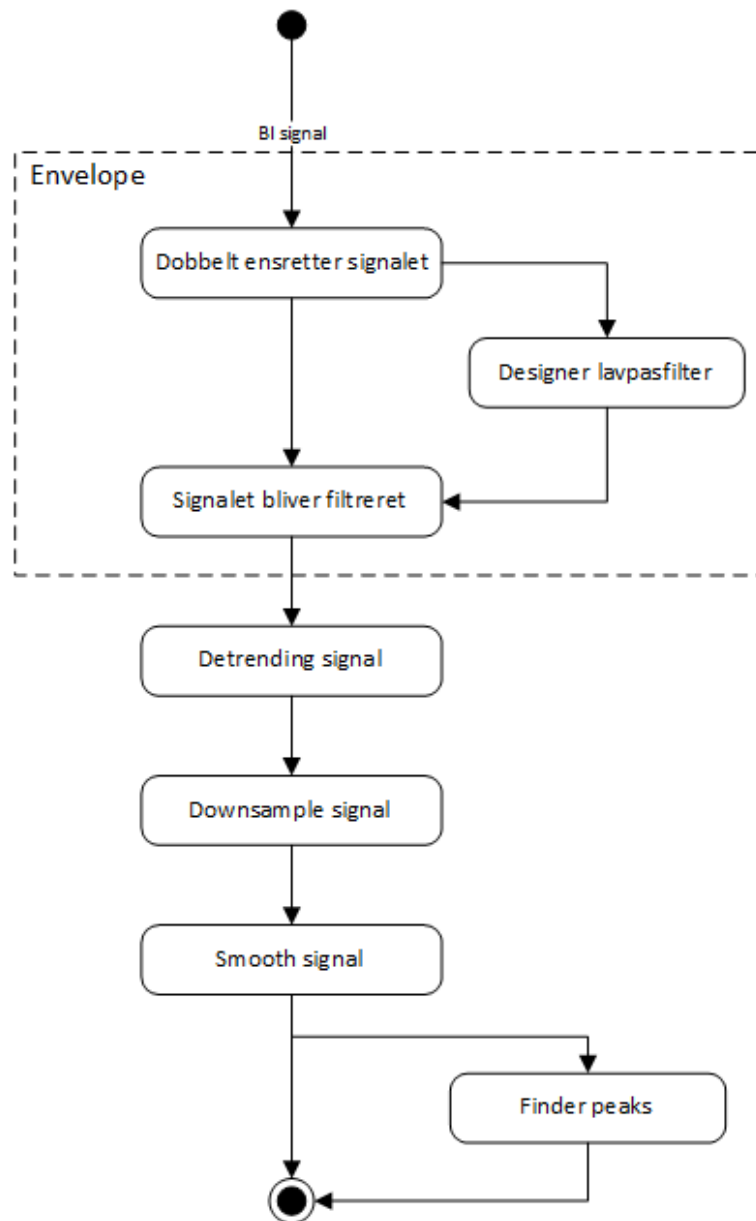 BI signal
Envelope
Dobbelt ensretter signalet
Designer lavpasfilter
Signalet bliver filtreret
Detrending signal
Downsample signal
Smooth signal
Finder peaks